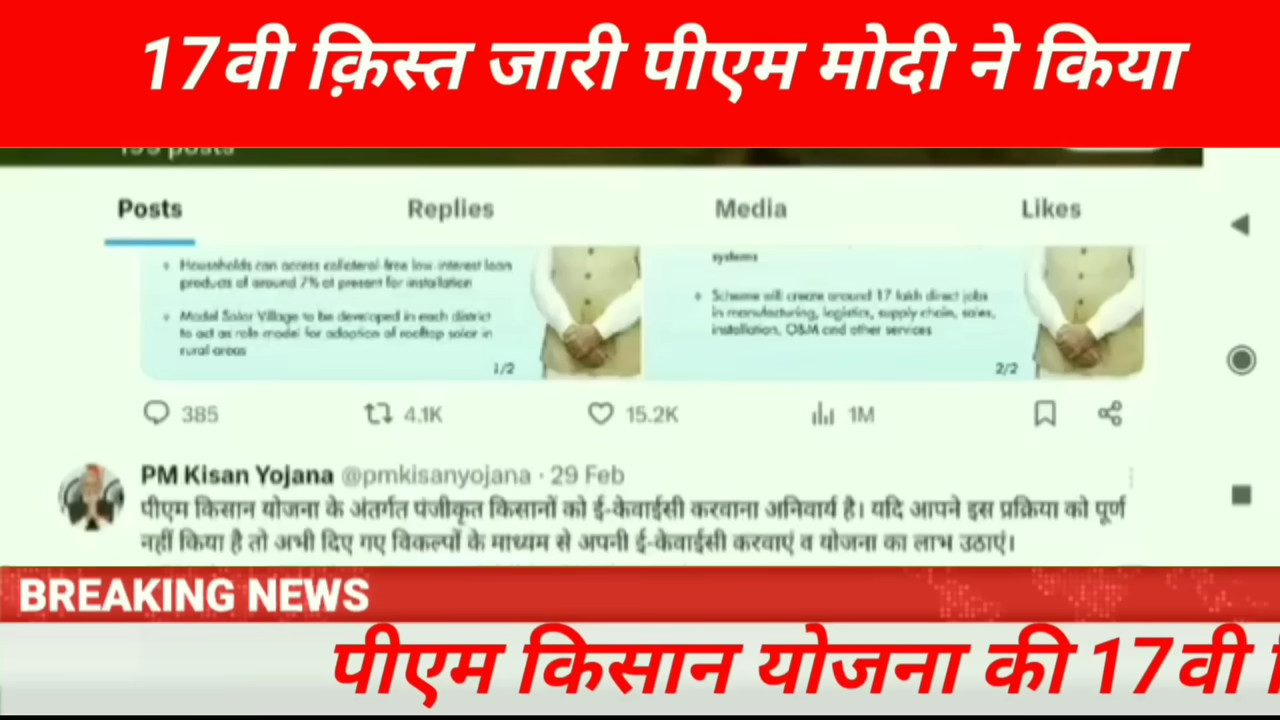 17वी क़िस्त जारी पीएम मोदी ने किया
199 posts
Posts
Replies
Media
Likes
Households can access collateral-free low-interest loan
products of around 7% at present for installation
Model Solar Village to be developed in each district
to act as role model for adoption of rooftop solar in
rural areas
1/2
systems
Scheme will create around 17 lakh direct jobs
in manufacturing, logistics, supply chain, sales,
installation, O&M and other services
2/2
385
4.1K
15.2K
1M
PM Kisan Yojana @pmkisanyojana · 29 Feb
पीएम किसान योजना के अंतर्गत पंजीकृत किसानों को ई-केवाईसी करवाना अनिवार्य है। यदि आपने इस प्रक्रिया को पूर्ण
नहीं किया है तो अभी दिए गए विकल्पों के माध्यम से अपनी ई-केवाईसी करवाएं व योजना का लाभ उठाएं।
BREAKING NEWS
पीएम किसान योजना की 17वी